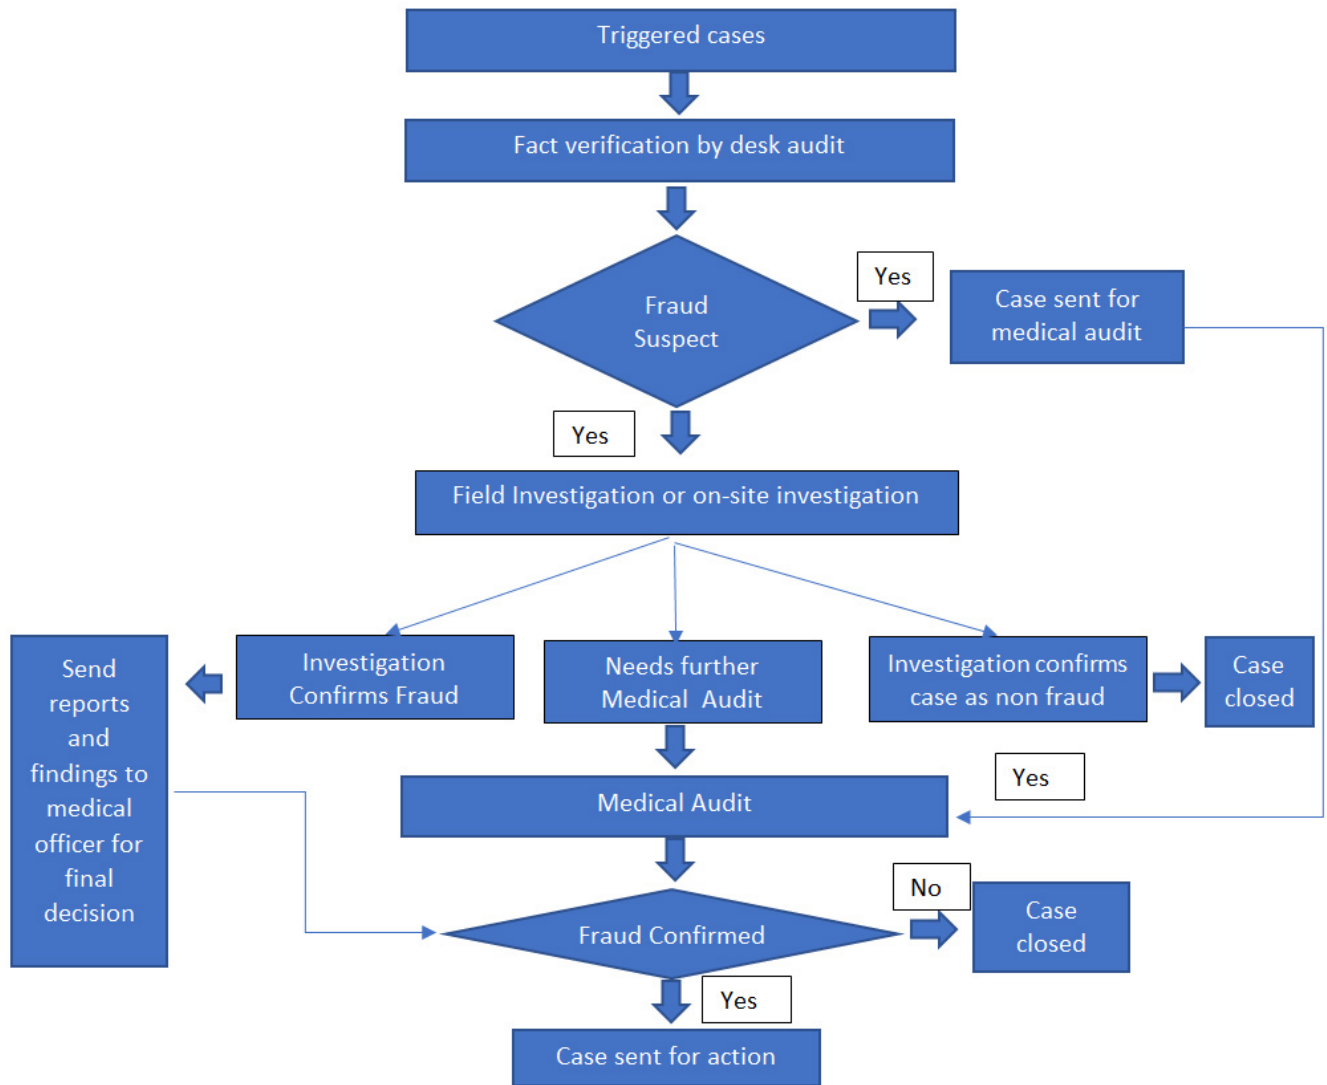 Triggered cases
Fact verification by desk audit
Fraud
Suspect
Yes
Case sent for
medical audit
Yes
Field Investigation or on-site investigation
Send
reports
and
findings to
medical
officer for
final
decision
Investigation
Confirms Fraud
Needs further
Medical Audit
Investigation confirms
case as non fraud
Case
closed
Yes
Medical Audit
No
Fraud Confirmed
Case
closed
Yes
Case sent for action